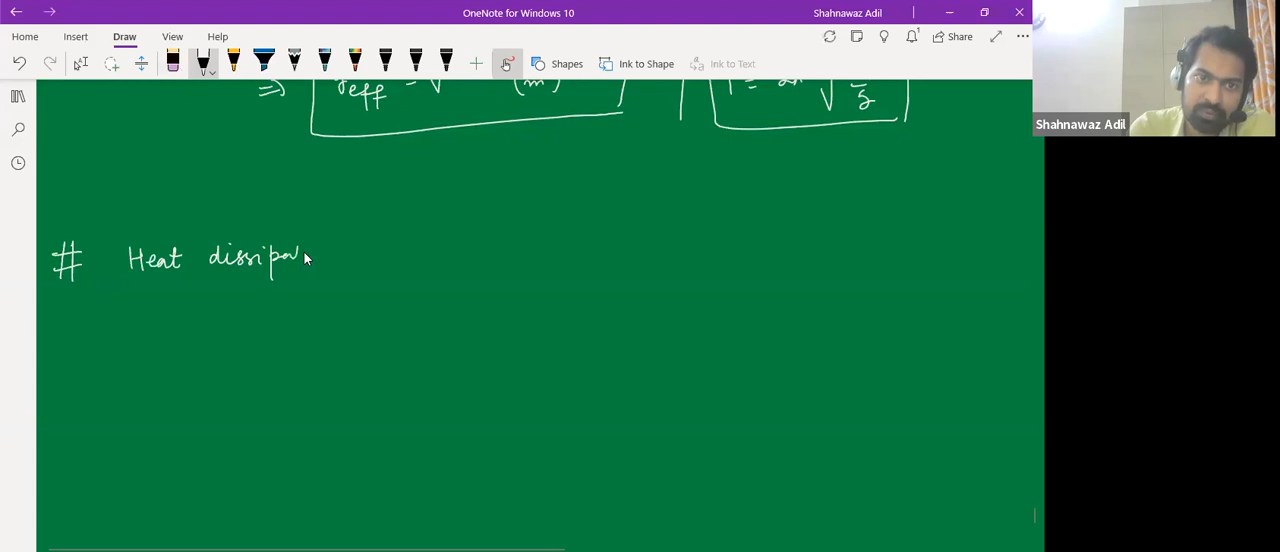 OneNote for Windows 10
Shahnawaz Adil
Home Insert Draw View Help
Share
Shapes
Ink to Shape
Ink to Text
Shahnawaz Adil
# Heat dissipa